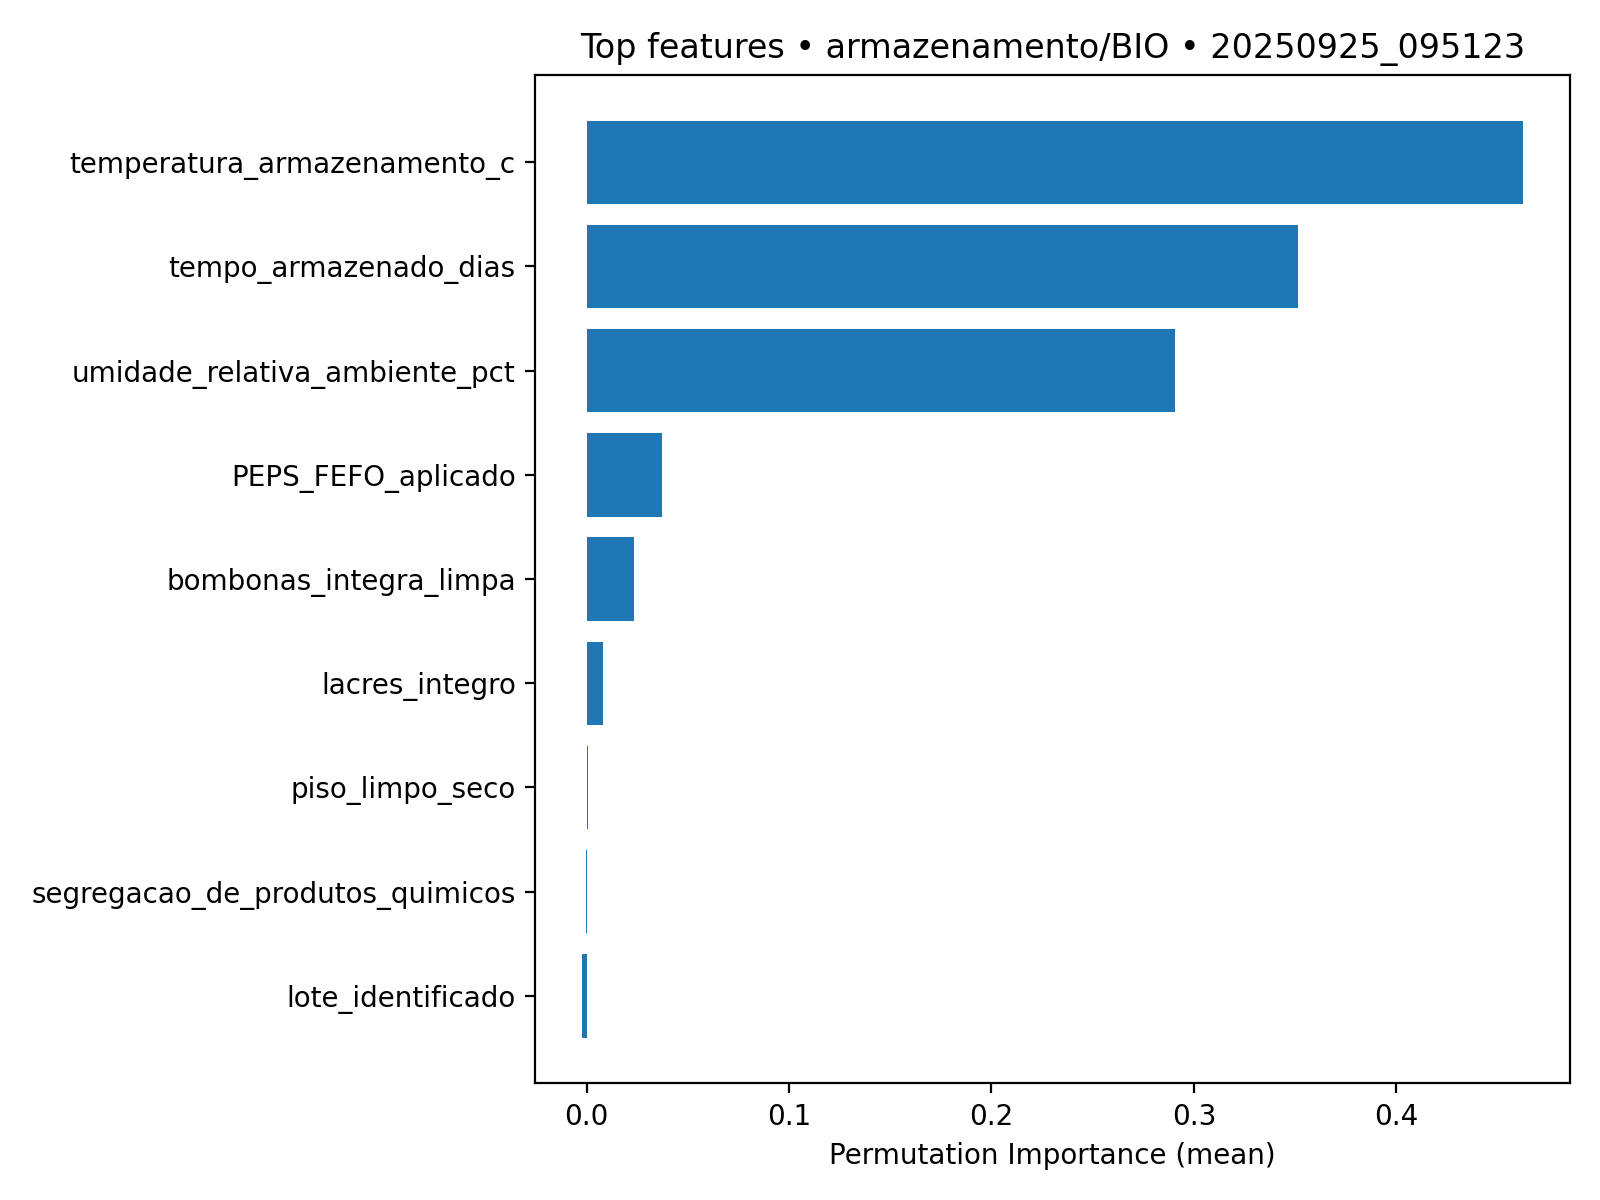 Top features • armazenamento/BIO • 20250925_095123
temperatura_armazenamento_c
tempo_armazenado_dias
umidade_relativa_ambiente_pct
PEPS_FEFO_aplicado
bombonas_integra_limpa
lacres_integro
piso_limpo_seco
segregacao_de_produtos_quimicos
lote_identificado
0.0 0.1 0.2 0.3 0.4
Permutation Importance (mean)